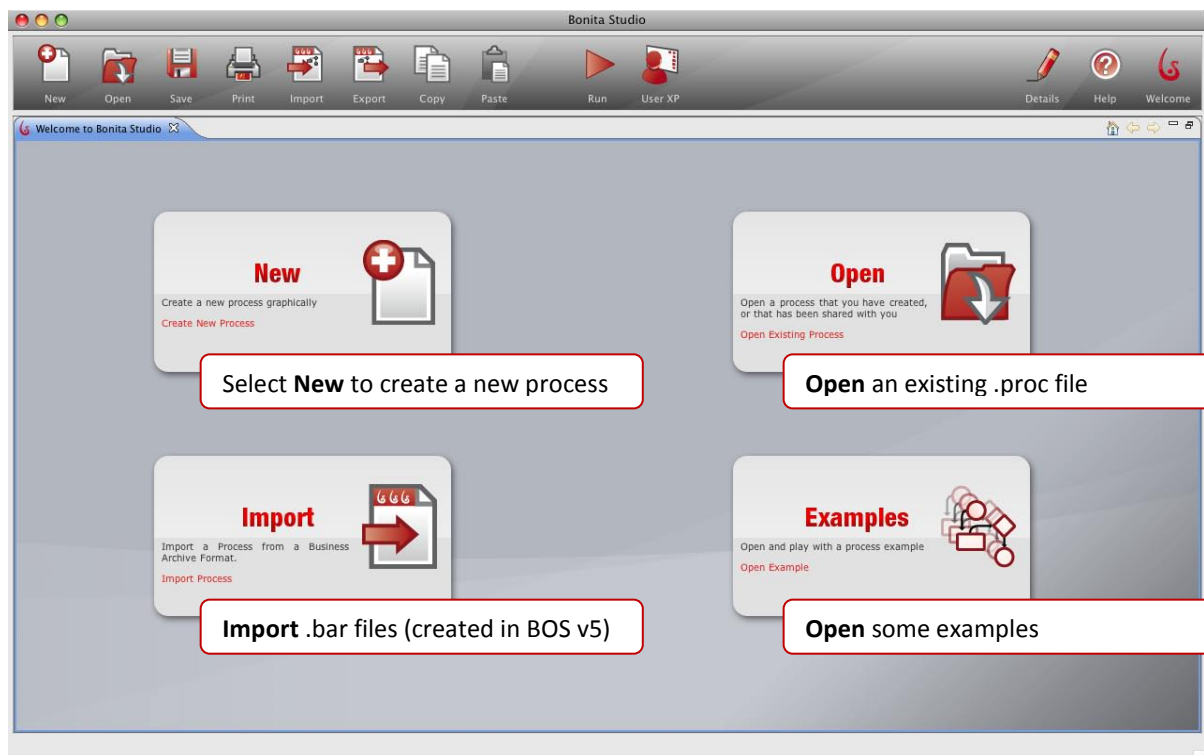 Bonita Studio
New Open Save Print Import Export Copy Paste Run User XP Details Help Welcome
Welcome to Bonita Studio
New
Create a new process graphically
Create New Process
Select New to create a new process
Open
Open a process that you have created,
or that has been shared with you
Open Existing Process
Open an existing .proc file
Import
Import a Process from a Business
Archive Format.
Import Process
Import .bar files (created in BOS v5)
Examples
Open and play with a process example
Open Example
Open some examples